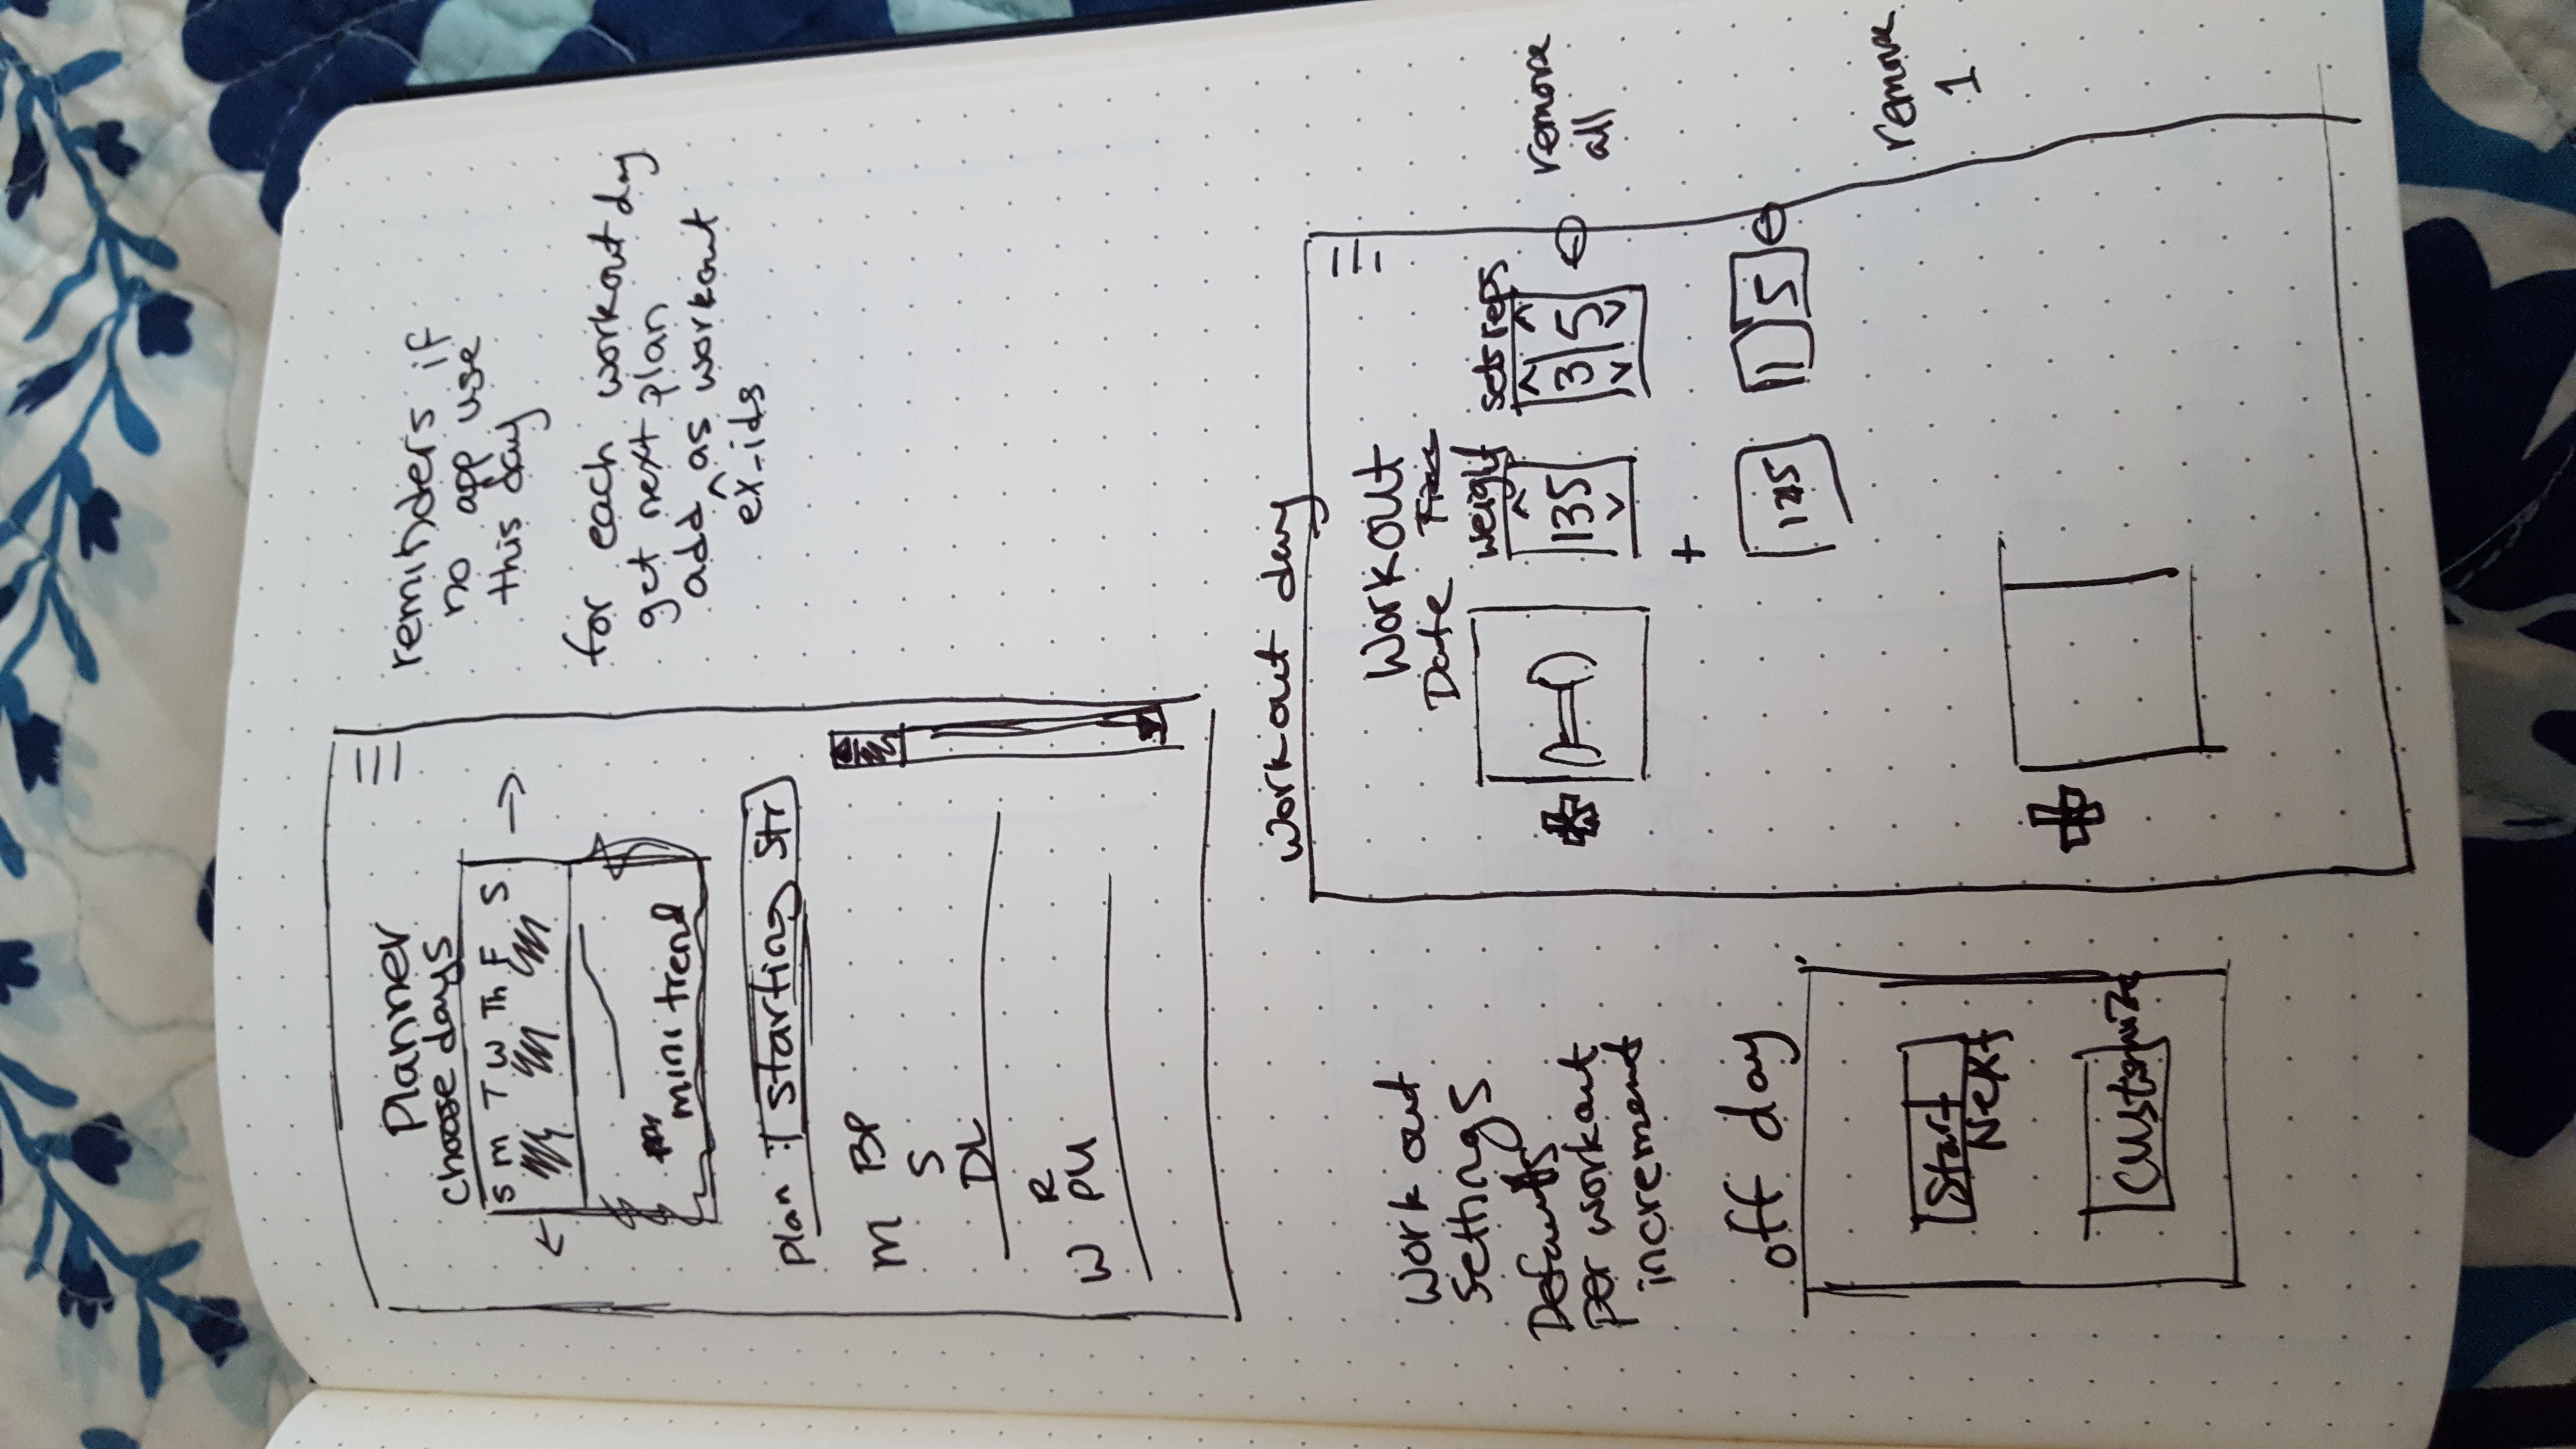 Planner
choose days
S M T W Th F S
mini trend
Plan : starting Str
M BP
S
DL
R
W PU
reminders if
no app use
this day
for each workout day
get next plan
add ^ as workout
ex_ids
Workout day
Workout
Date
weight sets reps
135 3 5
+
1 5
remove
all
remove
1
Work out
Settings
Defaults
per workout
increment
off day
Start
Next
Customize